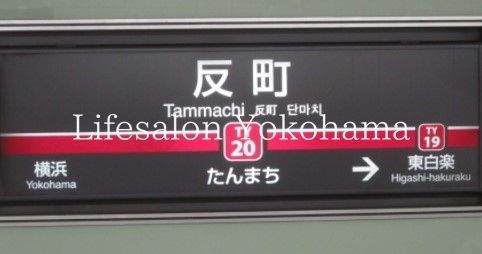 反町
Tammachi 反町 단마치
Lifesalon Yokohama
TY
20
TY
19
横浜
Yokohama
たんまち
東白楽
Higashi-hakuraku